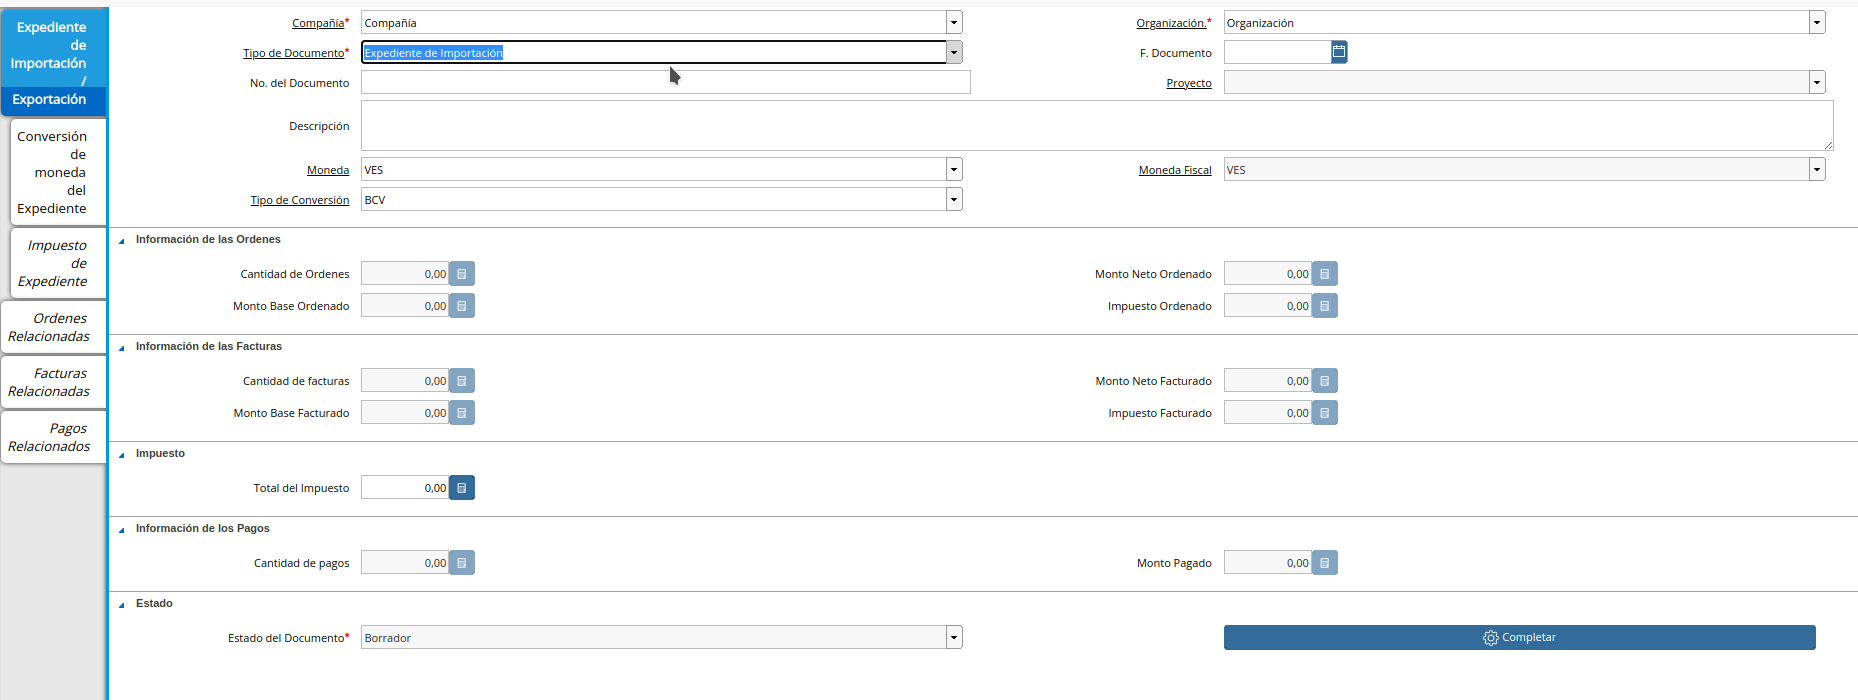 Expediente
de
Importación
/
Exportación
Conversión
de
moneda
del
Expediente
Impuesto
de
Expediente
Ordenes
Relacionadas
Facturas
Relacionadas
Pagos
Relacionados
Compañía* Compañía Organización.* Organización
Tipo de Documento* Expediente de Importación F. Documento
No. del Documento Proyecto
Descripción
Moneda VES Moneda Fiscal VES
Tipo de Conversión BCV
Información de las Ordenes
Cantidad de Ordenes 0,00 Monto Neto Ordenado 0,00
Monto Base Ordenado 0,00 Impuesto Ordenado 0,00
Información de las Facturas
Cantidad de facturas 0,00 Monto Neto Facturado 0,00
Monto Base Facturado 0,00 Impuesto Facturado 0,00
Impuesto
Total del Impuesto 0,00
Información de los Pagos
Cantidad de pagos 0,00 Monto Pagado 0,00
Estado
Estado del Documento* Borrador Completar